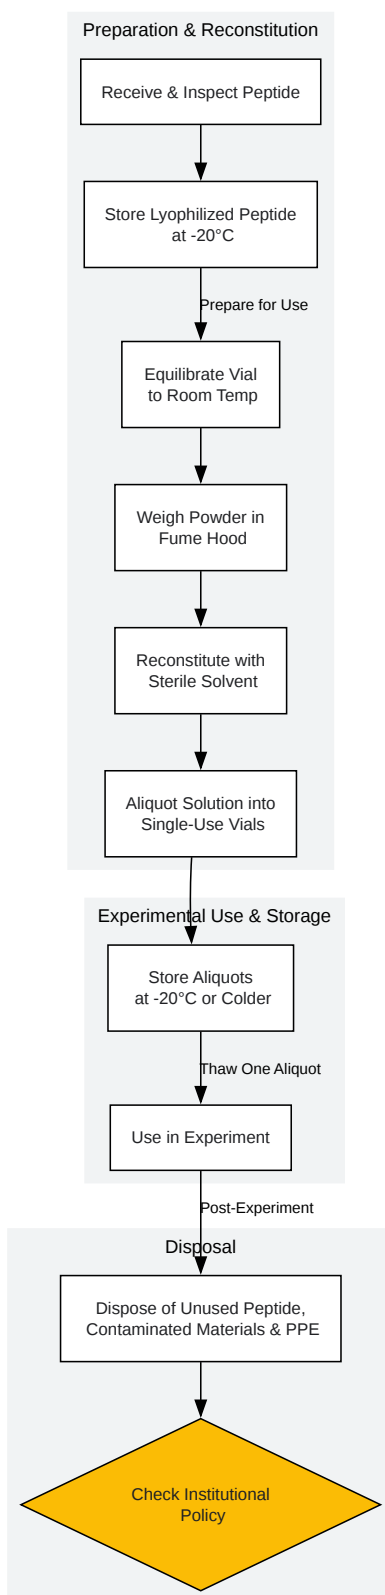 Preparation & Reconstitution
Receive & Inspect Peptide
Store Lyophilized Peptide
at -20°C
Prepare for Use
Equilibrate Vial
to Room Temp
Weigh Powder in
Fume Hood
Reconstitute with
Sterile Solvent
Aliquot Solution into
Single-Use Vials
Experimental Use & Storage
Store Aliquots
at -20°C or Colder
Thaw One Aliquot
Use in Experiment
Post-Experiment
Disposal
Dispose of Unused Peptide,
Contaminated Materials & PPE
Check Institutional
Policy